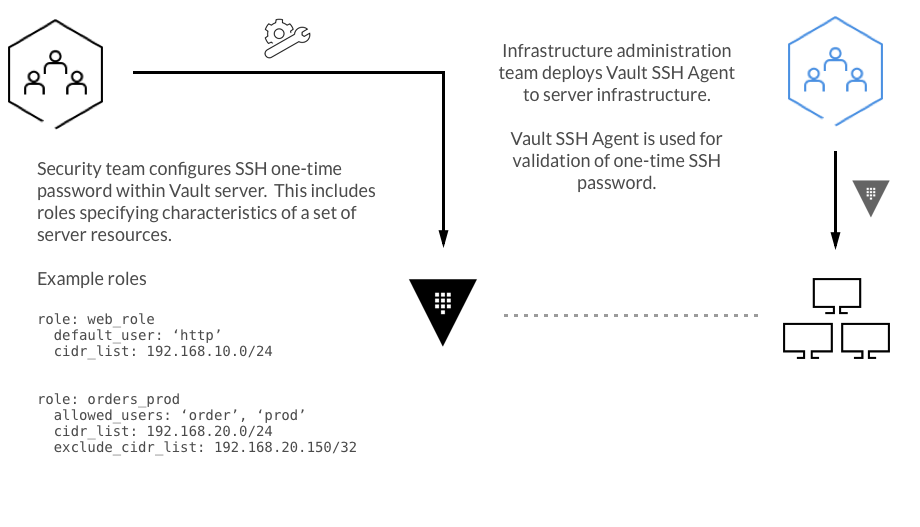 Infrastructure administration
team deploys Vault SSH Agent
to server infrastructure.
Vault SSH Agent is used for
validation of one-time SSH
password.
Security team configures SSH one-time
password within Vault server.  This includes
roles specifying characteristics of a set of
server resources.
Example roles
role: web_role
  default_user: ‘http’
  cidr_list: 192.168.10.0/24
role: orders_prod
  allowed_users: ‘order’, ‘prod’
  cidr_list: 192.168.20.0/24
  exclude_cidr_list: 192.168.20.150/32